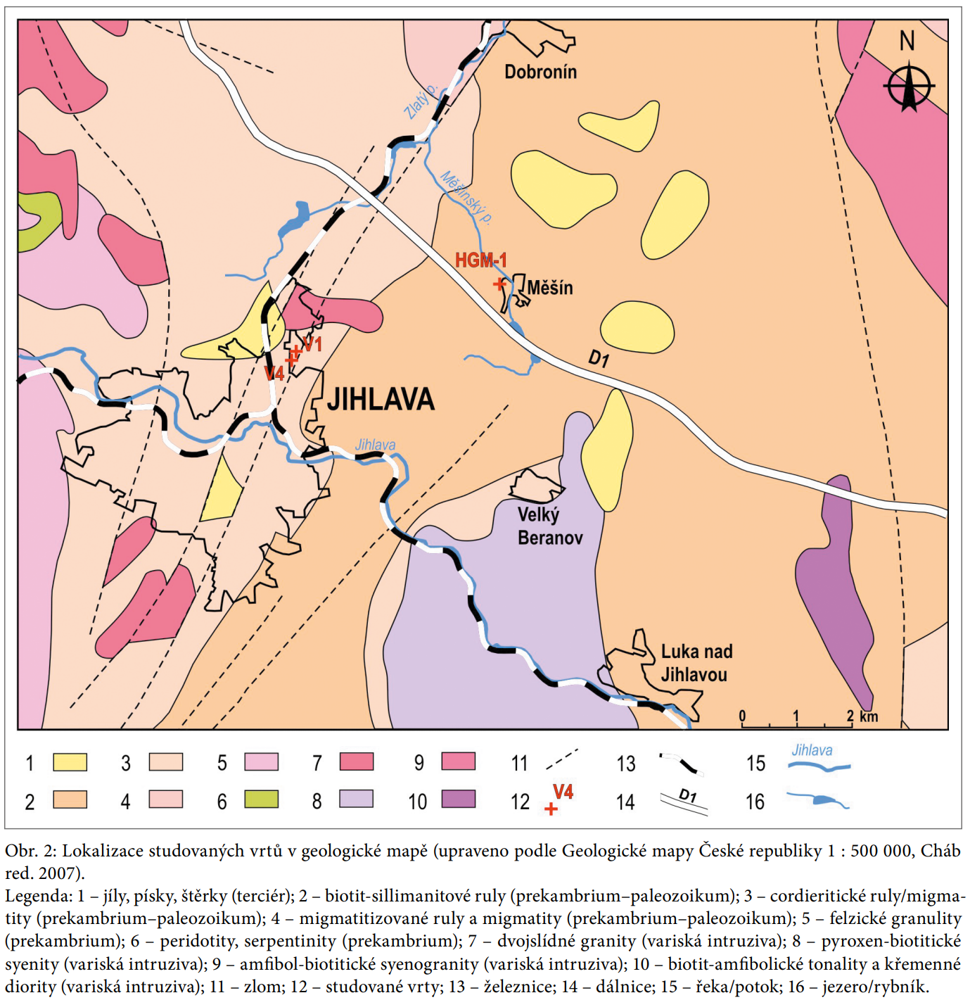 N
Dobronín
Zlatý p.
Měšínský p.
HGM-1
Měšín
V1
V4
D1
JIHLAVA
Jihlava
Velký
Beranov
Luka nad
Jihlavou
0 1 2 km
1 3 5 7 9 11 13 15 Jihlava
2 4 6 8 10 12 V4 14 D1 16
Obr. 2: Lokalizace studovaných vrtů v geologické mapě (upraveno podle Geologické mapy České republiky 1 : 500 000, Cháb
red. 2007).
Legenda: 1 – jíly, písky, štěrky (terciér); 2 – biotit-sillimanitové ruly (prekambrium–paleozoikum); 3 – cordieritické ruly/migma-
tity (prekambrium–paleozoikum); 4 – migmatitizované ruly a migmatity (prekambrium–paleozoikum); 5 – felzické granulity
(prekambrium); 6 – peridotity, serpentinity (prekambrium); 7 – dvojslídné granity (variská intruziva); 8 – pyroxen-biotitické
syenity (variská intruziva); 9 – amfibol-biotitické syenogranity (variská intruziva); 10 – biotit-amfibolické tonality a křemenné
diority (variská intruziva); 11 – zlom; 12 – studované vrty; 13 – železnice; 14 – dálnice; 15 – řeka/potok; 16 – jezero/rybník.